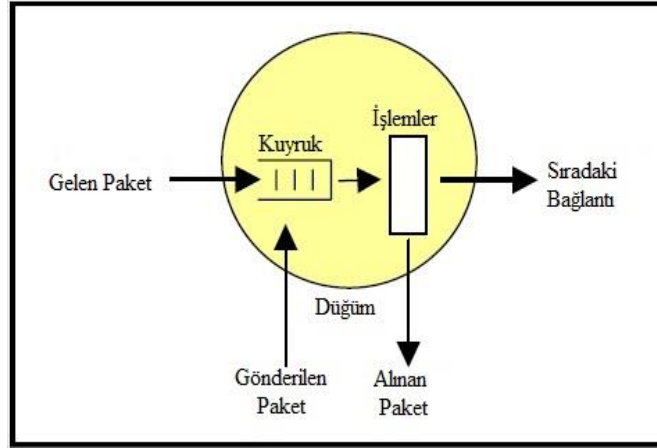 İşlemler
Kuyruk
Gelen Paket
Sıradaki
Bağlantı
Düğüm
Gönderilen
Paket
Alınan
Paket